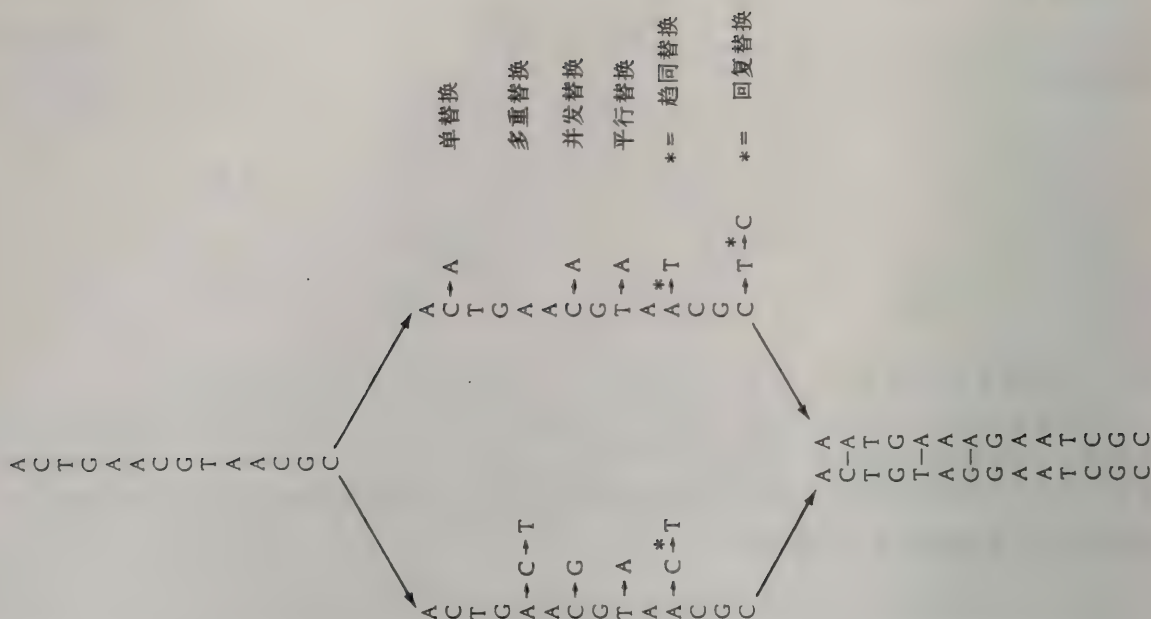 A
C
T
G
A
A
C
G
T
A
A
C
G
C
A A
C C→A 单替换
T T
G G
A→C→T A 多重替换
A A
C→G C→A 并发替换
G G
T→A T→A 平行替换
A A
A→C*→T A*→T *= 趋同替换
C C
G G
C C→T*→C *= 回复替换
A A
C—A
T T
G G
T—A
A A
G—A
G G
A A
A A
T T
C C
G G
C C